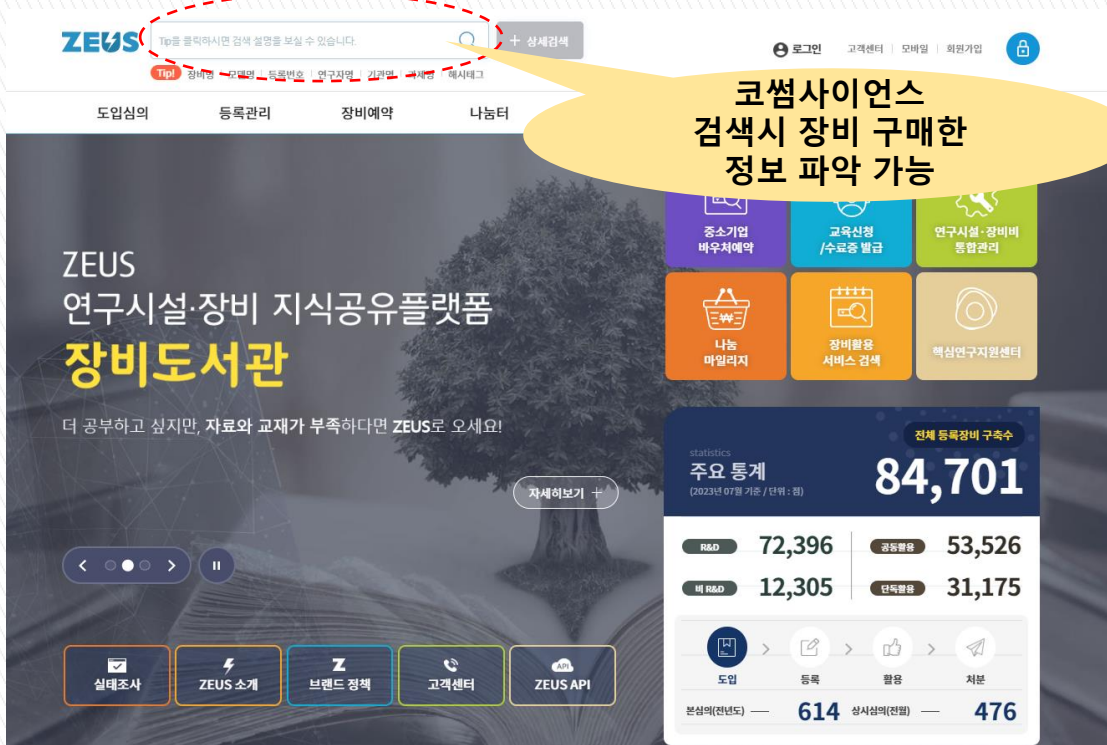 ZEUS
Tip을 클릭하시면 검색 설명을 보실 수 있습니다.
+ 상세검색
로그인 고객센터 모바일 회원가입
Tip! 장비명 모델명 등록번호 연구자명 기관명 과제명 해시태그
도입심의 등록관리 장비예약 나눔터
코썸사이언스
검색시 장비 구매한
정보 파악 가능
중소기업
바우처예약
교육신청
/수료증 발급
연구시설·장비비
통합관리
ZEUS
연구시설·장비 지식공유플랫폼
장비도서관
더 공부하고 싶지만, 자료와 교재가 부족하다면 ZEUS로 오세요!
자세히보기 +
나눔
마일리지
장비활용
서비스 검색
핵심연구지원센터
전체 등록장비 구축수
statistics
주요 통계
(2023년 07월 기준 / 단위 : 점)
84,701
R&D 72,396 공동활용 53,526
비 R&D 12,305 단독활용 31,175
도입 등록 활용 처분
본심의(전년도) 614 상시심의(전월) 476
실태조사
ZEUS 소개
Z
브랜드 정책
고객센터
API
ZEUS API